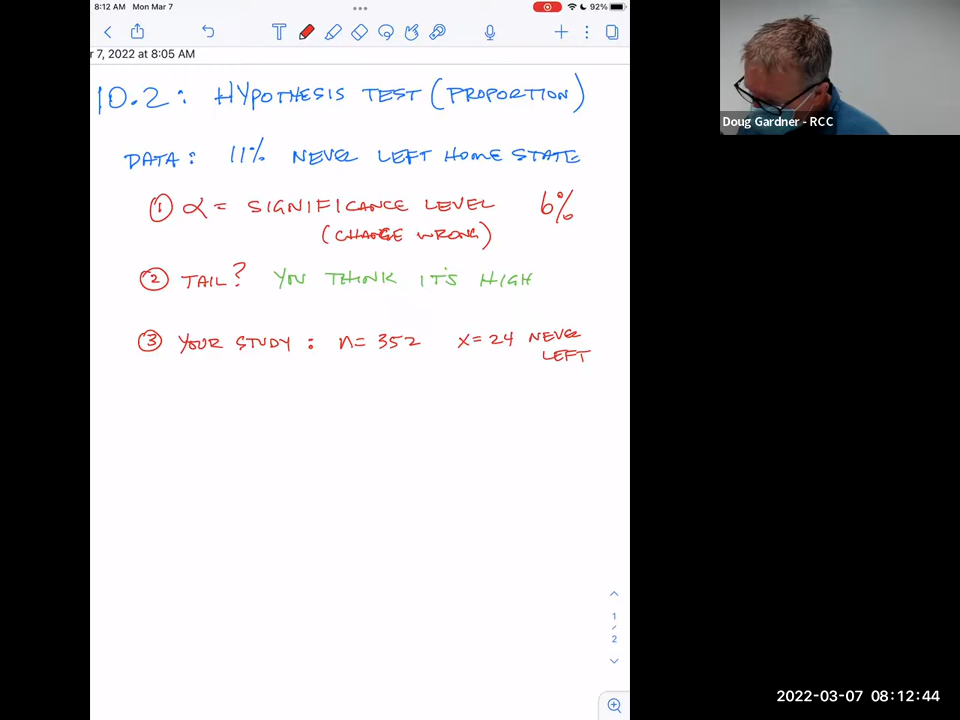 8:12 AM Mon Mar 7
92%
r 7, 2022 at 8:05 AM
10.2: HYPOTHESIS TEST (PROPORTION)
DATA: 11% NEVER LEFT HOME STATE
① α = SIGNIFICANCE LEVEL 6%
(CHANCE WRONG)
② TAIL? YOU THINK IT'S HIGH
③ YOUR STUDY: n = 352 x = 24 NEVER
LEFT
1
/
2
Doug Gardner - RCC
2022-03-07 08:12:44